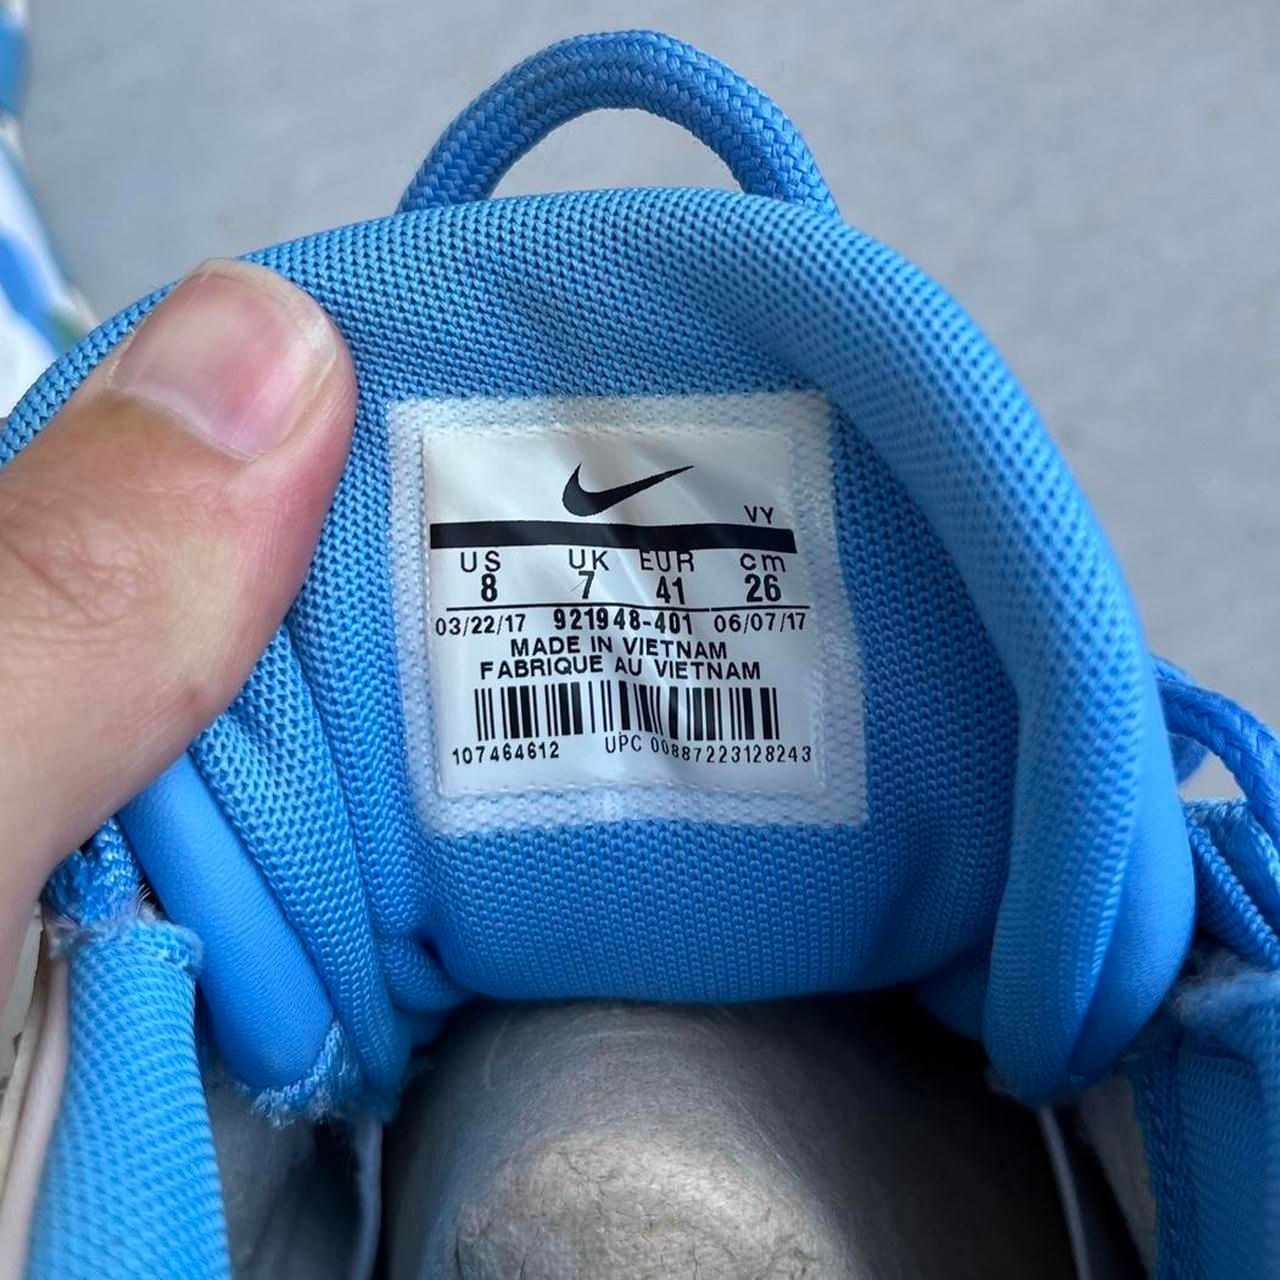 VY
US UK EUR cm
8 7 41 26
03/22/17 921948-401 06/07/17
MADE IN VIETNAM
FABRIQUE AU VIETNAM
107464612 UPC 00887223128243